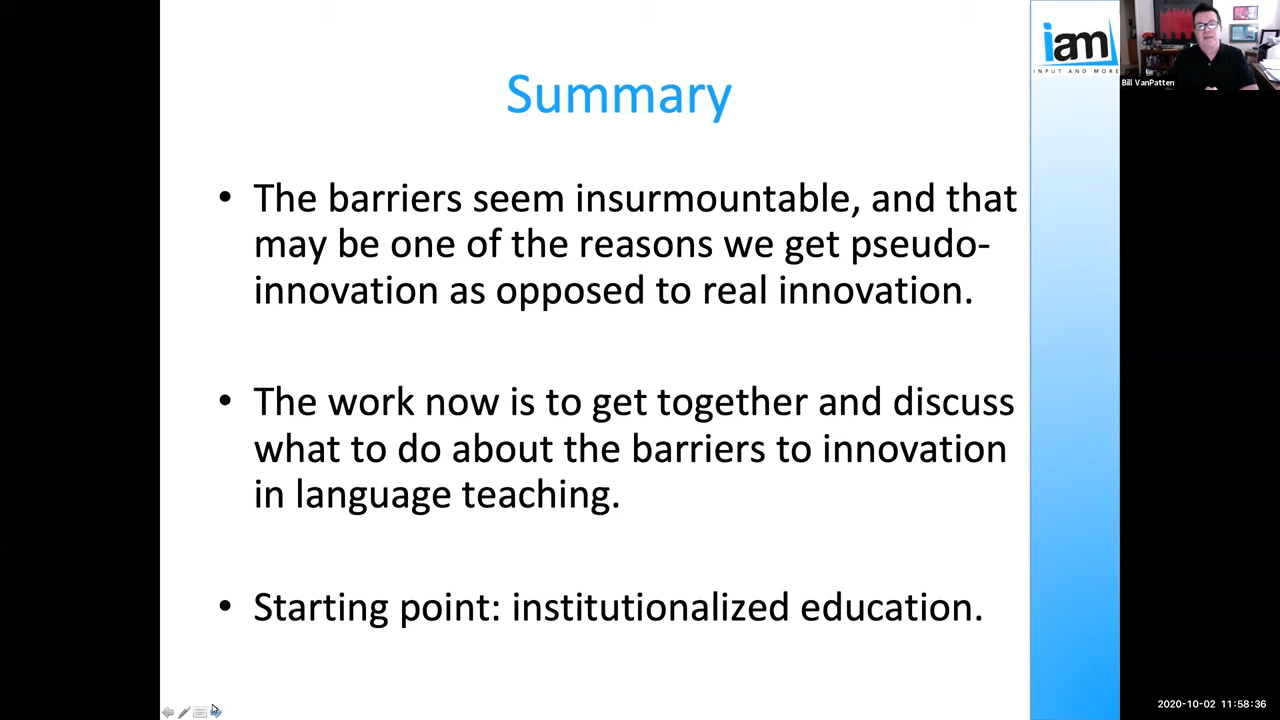 Summary
• The barriers seem insurmountable, and that
may be one of the reasons we get pseudo-
innovation as opposed to real innovation.
• The work now is to get together and discuss
what to do about the barriers to innovation
in language teaching.
• Starting point: institutionalized education.
iam
INPUT AND MORE
Bill VanPatten
2020-10-02 11:58:36